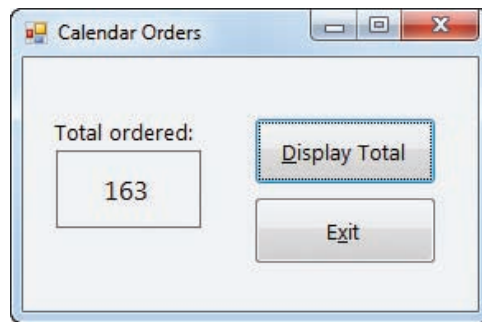 Calendar Orders
Total ordered:
163
Display Total
Exit